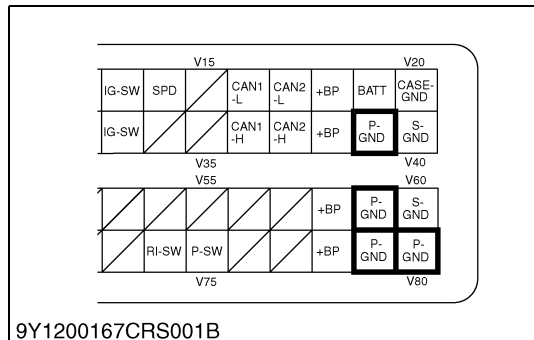 V15 V20
IG-SW SPD CAN1 -L CAN2 -L +BP BATT CASE- GND
IG-SW CAN1 -H CAN2 -H +BP P- GND S- GND
V35 V40
V55 V60
+BP P- GND S- GND
RI-SW P-SW +BP P- GND P- GND
V75 V80
9Y1200167CRS001B